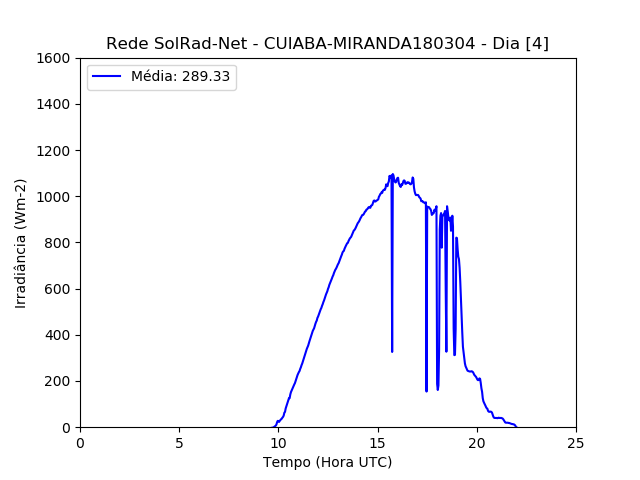 Rede SolRad-Net - CUIABA-MIRANDA180304 - Dia [4]
Média: 289.33
Irradiância (Wm-2)
1600
1400
1200
1000
800
600
400
200
0
0 5 10 15 20 25
Tempo (Hora UTC)